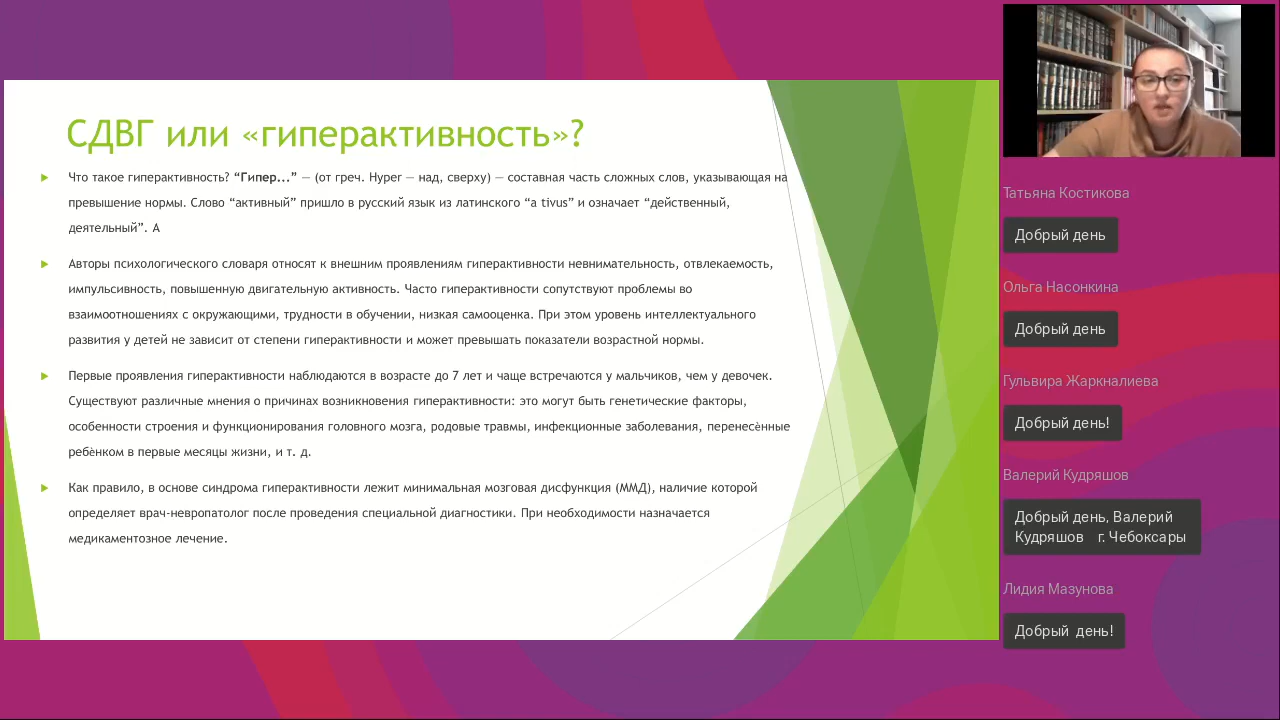 СДВГ или «гиперактивность»?
Что такое гиперактивность? “Гипер...” — (от греч. Hyper — над, сверху) — составная часть сложных слов, указывающая на
превышение нормы. Слово “активный” пришло в русский язык из латинского “a tivus” и означает “действенный,
деятельный”. А
Авторы психологического словаря относят к внешним проявлениям гиперактивности невнимательность, отвлекаемость,
импульсивность, повышенную двигательную активность. Часто гиперактивности сопутствуют проблемы во
взаимоотношениях с окружающими, трудности в обучении, низкая самооценка. При этом уровень интеллектуального
развития у детей не зависит от степени гиперактивности и может превышать показатели возрастной нормы.
Первые проявления гиперактивности наблюдаются в возрасте до 7 лет и чаще встречаются у мальчиков, чем у девочек.
Существуют различные мнения о причинах возникновения гиперактивности: это могут быть генетические факторы,
особенности строения и функционирования головного мозга, родовые травмы, инфекционные заболевания, перенесѐнные
ребѐнком в первые месяцы жизни, и т. д.
Как правило, в основе синдрома гиперактивности лежит минимальная мозговая дисфункция (ММД), наличие которой
определяет врач-невропатолог после проведения специальной диагностики. При необходимости назначается
медикаментозное лечение.
Татьяна Костикова
Добрый день
Ольга Насонкина
Добрый день
Гульвира Жаркналиева
Добрый день!
Валерий Кудряшов
Добрый день, Валерий
Кудряшов г. Чебоксары
Лидия Мазунова
Добрый день!